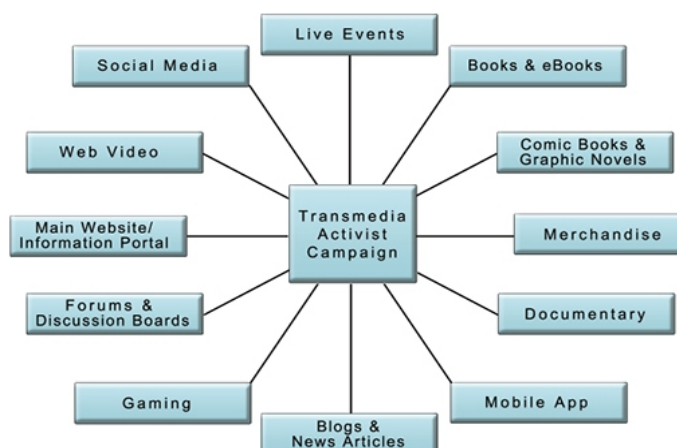 Live Events
Social Media
Books & eBooks
Web Video
Comic Books &
Graphic Novels
Transmedia
Activist
Campaign
Main Website/
Information Portal
Merchandise
Forums &
Discussion Boards
Documentary
Gaming
Mobile App
Blogs &
News Articles